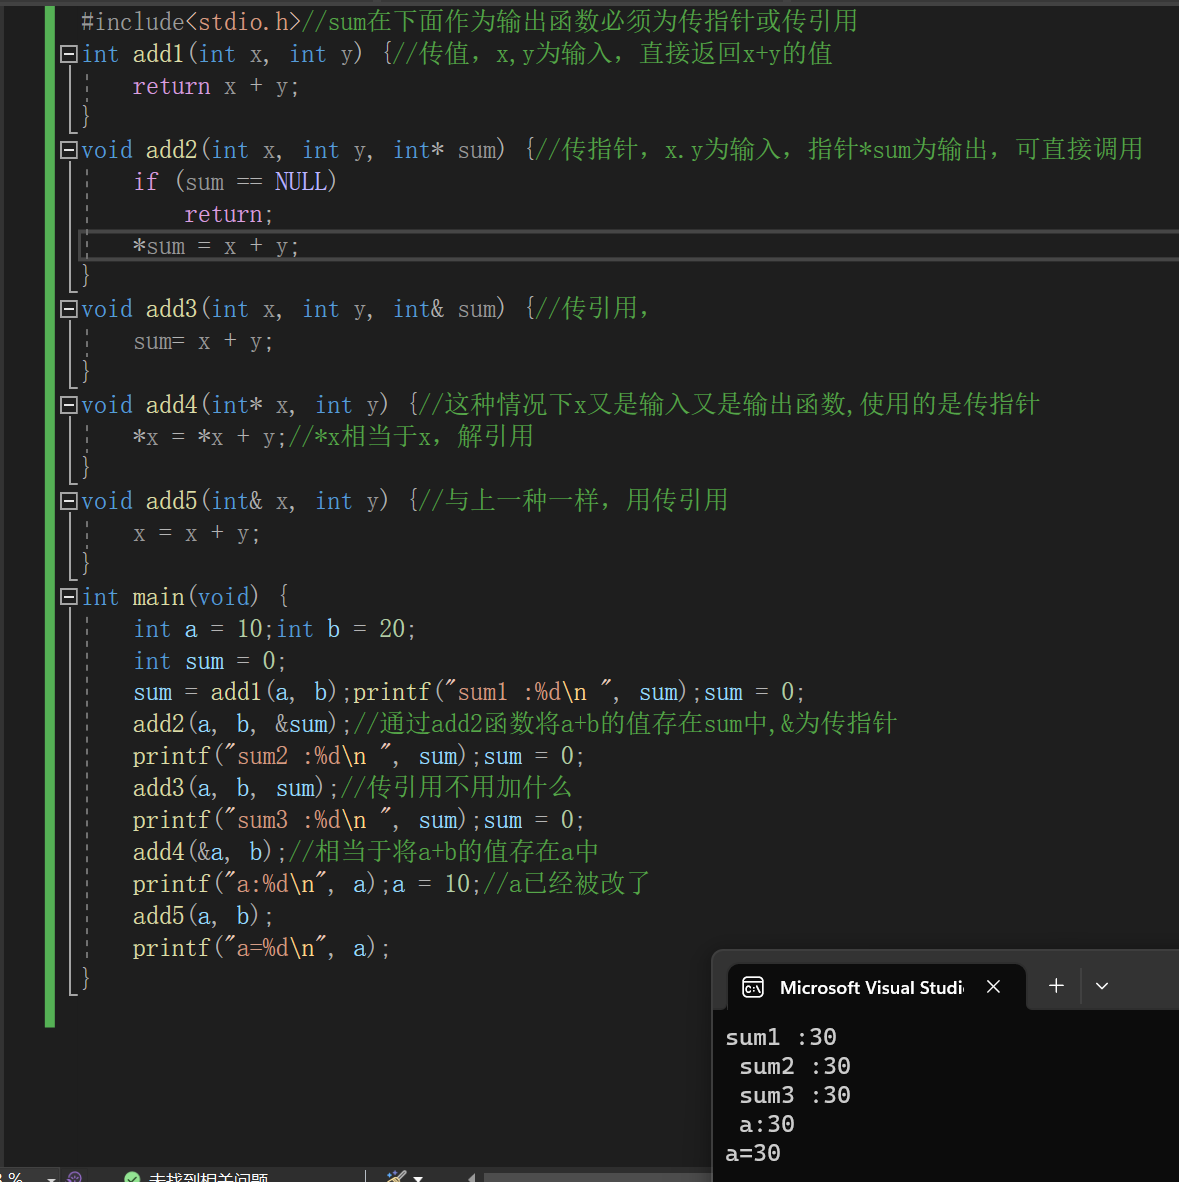 #include<stdio.h>//sum在下面作为输出函数必须为传指针或传引用
int add1(int x, int y) {//传值，x,y为输入，直接返回x+y的值
return x + y;
}
void add2(int x, int y, int* sum) {//传指针，x.y为输入，指针*sum为输出，可直接调用
if (sum == NULL)
return;
*sum = x + y;
}
void add3(int x, int y, int& sum) {//传引用，
sum= x + y;
}
void add4(int* x, int y) {//这种情况下x又是输入又是输出函数,使用的是传指针
*x = *x + y;//*x相当于x，解引用
}
void add5(int& x, int y) {//与上一种一样，用传引用
x = x + y;
}
int main(void) {
int a = 10;int b = 20;
int sum = 0;
sum = add1(a, b);printf("sum1 :%d\n ", sum);sum = 0;
add2(a, b, &sum);//通过add2函数将a+b的值存在sum中,&为传指针
printf("sum2 :%d\n ", sum);sum = 0;
add3(a, b, sum);//传引用不用加什么
printf("sum3 :%d\n ", sum);sum = 0;
add4(&a, b);//相当于将a+b的值存在a中
printf("a:%d\n", a);a = 10;//a已经被改了
add5(a, b);
printf("a=%d\n", a);
}
Microsoft Visual Studi
sum1 :30
sum2 :30
sum3 :30
a:30
a=30
%
未找到相关问题